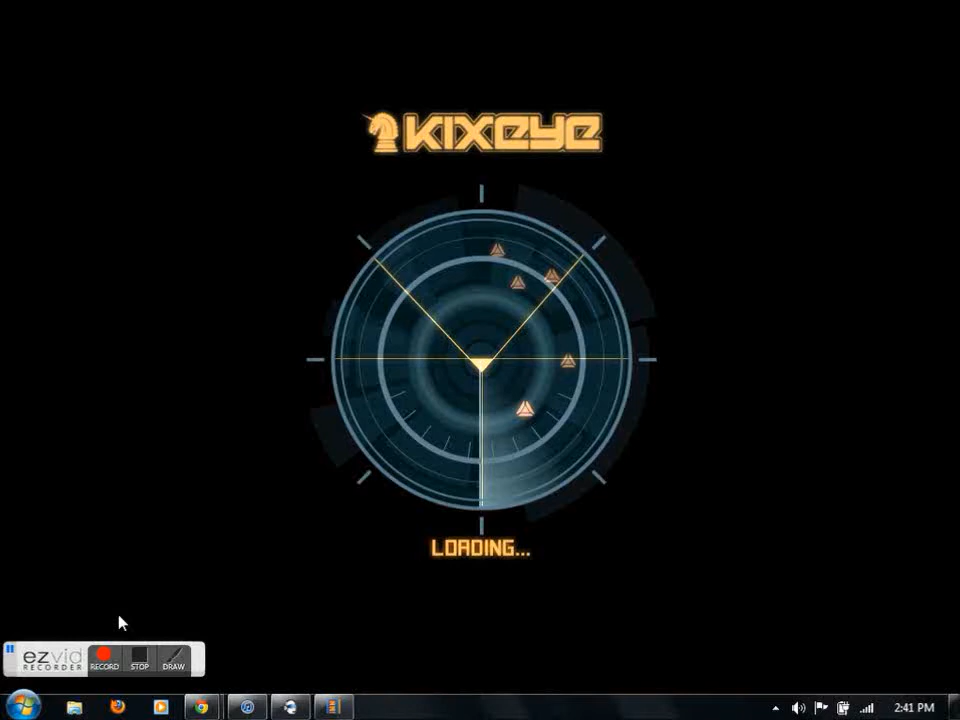 KIXEYE
LOADING...
ezvid
RECORDER
RECORD
STOP
DRAW
2:41 PM